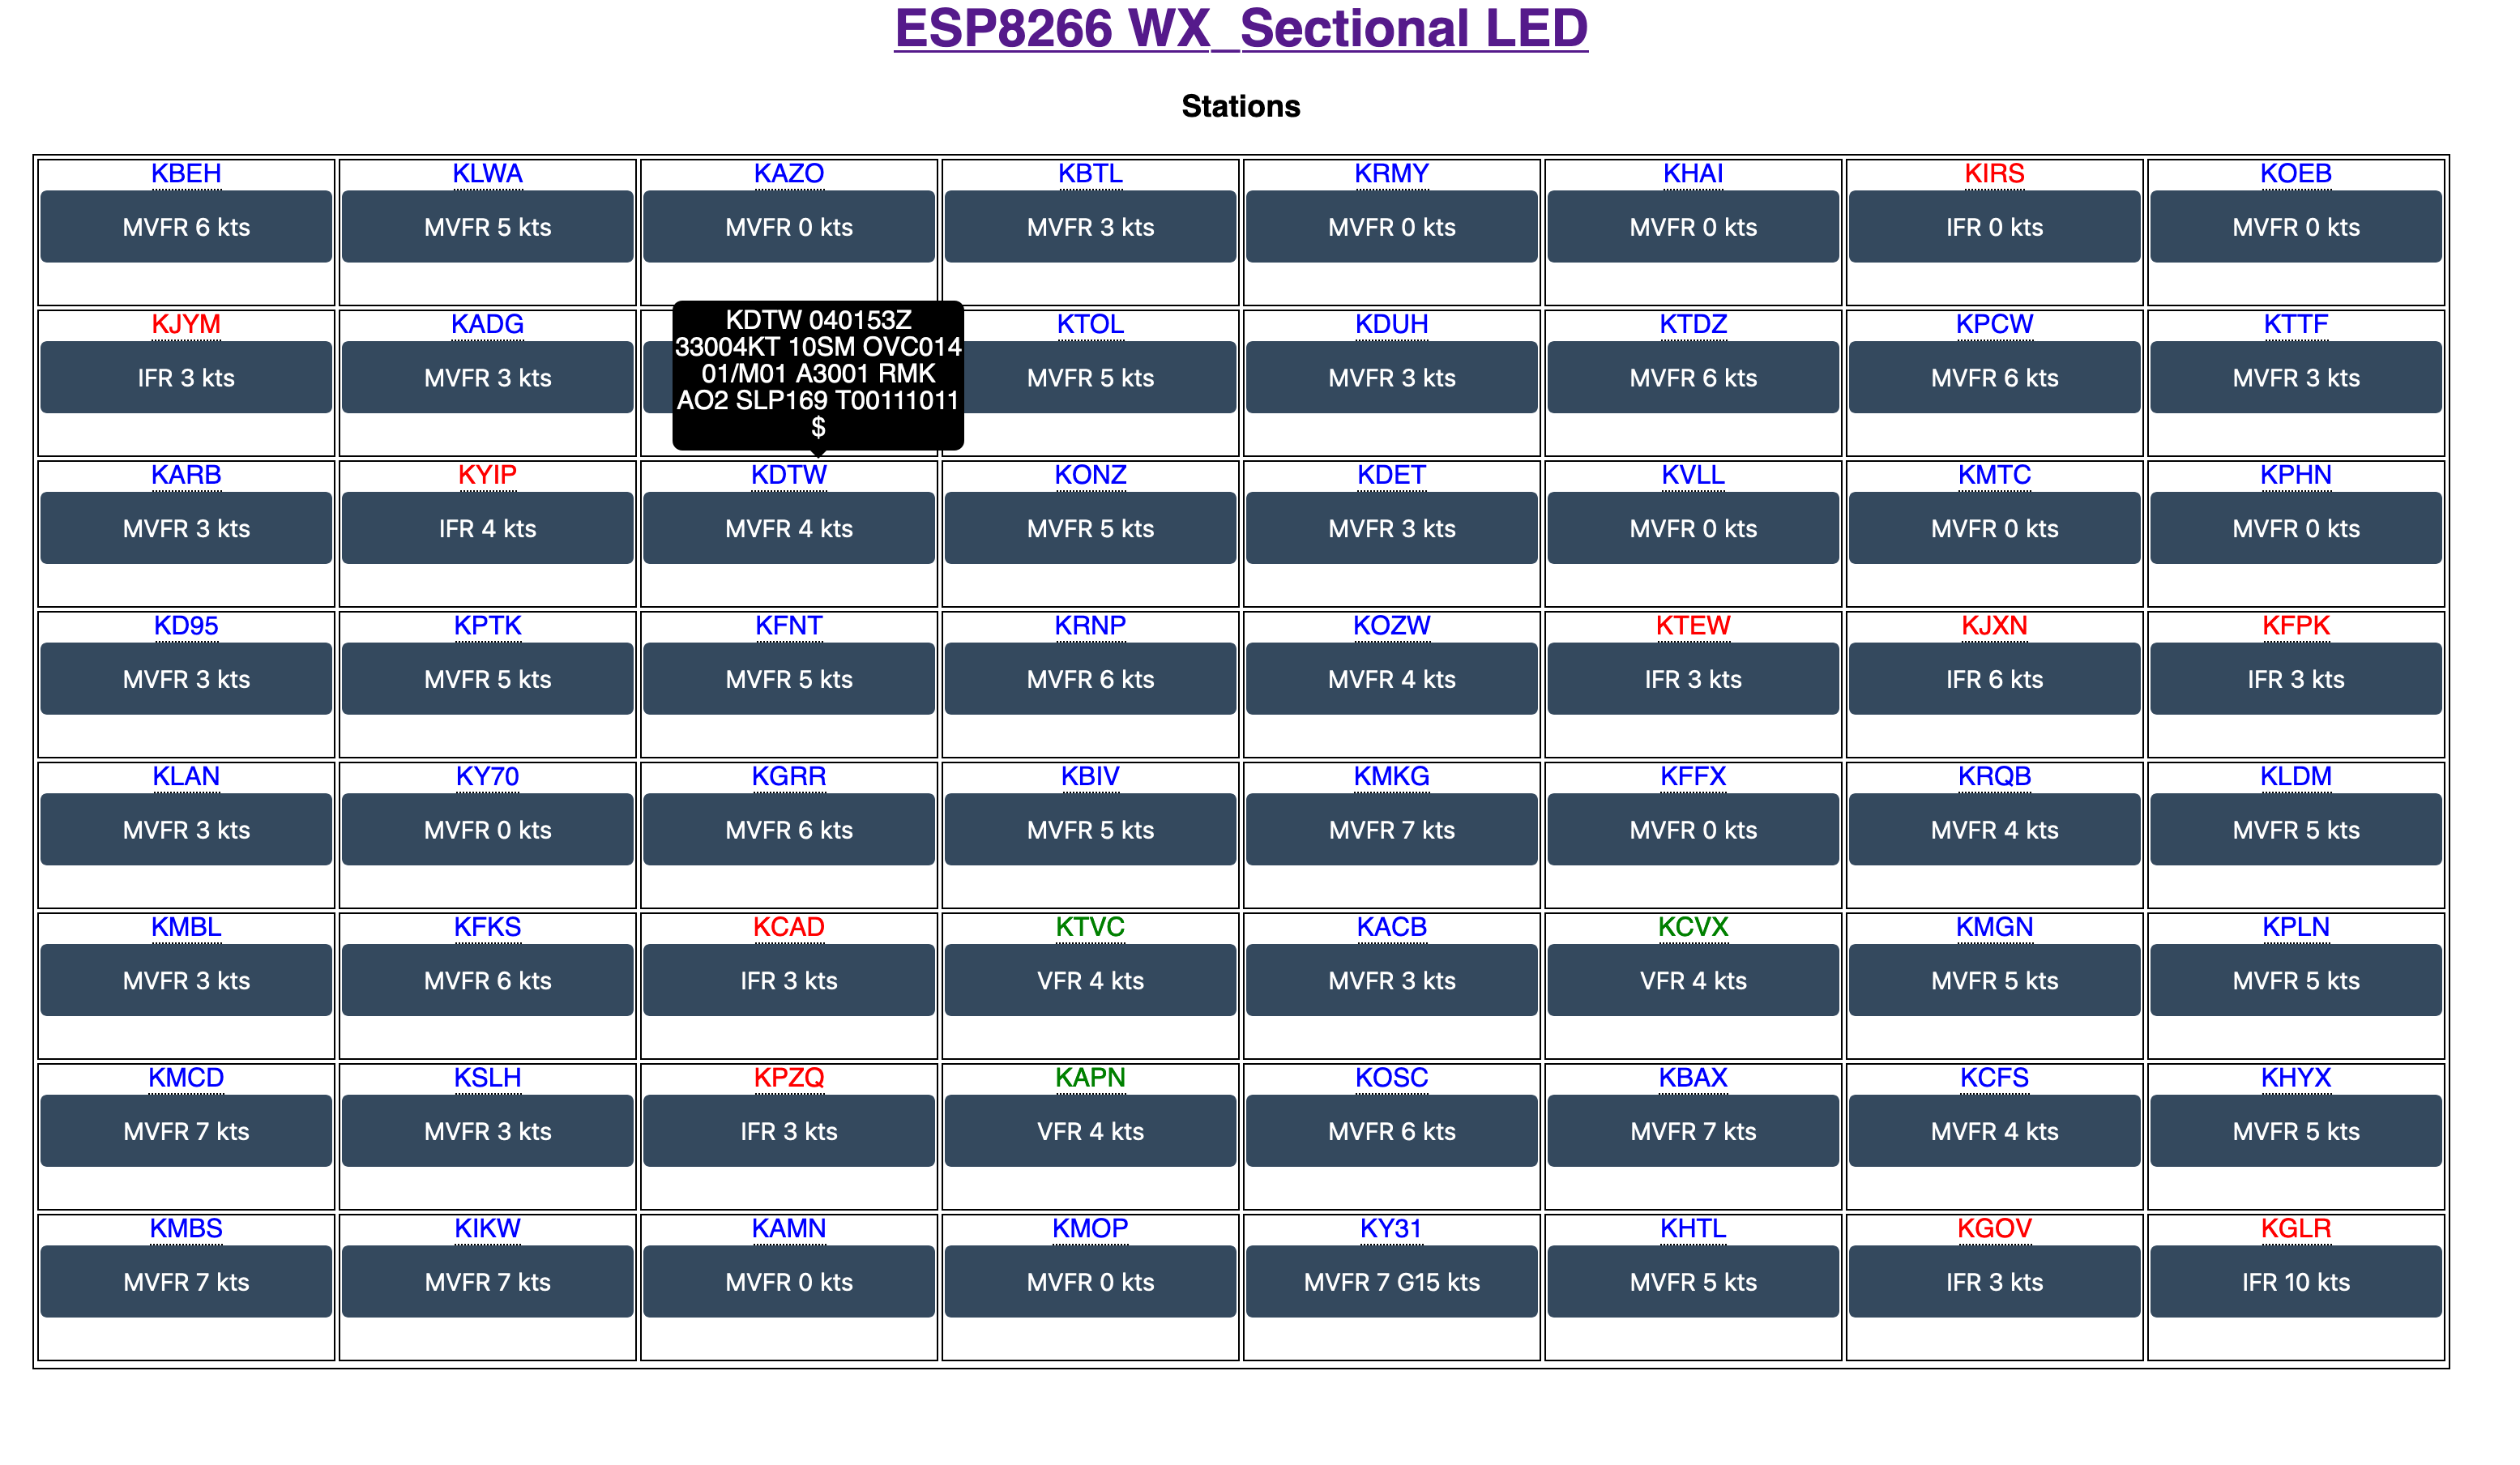 ESP8266 WX_Sectional LED
Stations
KBEH KLWA KAZO KBTL KRMY KHAI KIRS KOEB
MVFR 6 kts MVFR 5 kts MVFR 0 kts MVFR 3 kts MVFR 0 kts MVFR 0 kts IFR 0 kts MVFR 0 kts
KDTW 040153Z
33004KT 10SM OVC014
01/M01 A3001 RMK
AO2 SLP169 T00111011
$
KJYM KADG KTOL KDUH KTDZ KPCW KTTF
IFR 3 kts MVFR 3 kts MVFR 5 kts MVFR 3 kts MVFR 6 kts MVFR 6 kts MVFR 3 kts
KARB KYIP KDTW KONZ KDET KVLL KMTC KPHN
MVFR 3 kts IFR 4 kts MVFR 4 kts MVFR 5 kts MVFR 3 kts MVFR 0 kts MVFR 0 kts MVFR 0 kts
KD95 KPTK KFNT KRNP KOZW KTEW KJXN KFPK
MVFR 3 kts MVFR 5 kts MVFR 5 kts MVFR 6 kts MVFR 4 kts IFR 3 kts IFR 6 kts IFR 3 kts
KLAN KY70 KGRR KBIV KMKG KFFX KRQB KLDM
MVFR 3 kts MVFR 0 kts MVFR 6 kts MVFR 5 kts MVFR 7 kts MVFR 0 kts MVFR 4 kts MVFR 5 kts
KMBL KFKS KCAD KTVC KACB KCVX KMGN KPLN
MVFR 3 kts MVFR 6 kts IFR 3 kts VFR 4 kts MVFR 3 kts VFR 4 kts MVFR 5 kts MVFR 5 kts
KMCD KSLH KPZQ KAPN KOSC KBAX KCFS KHYX
MVFR 7 kts MVFR 3 kts IFR 3 kts VFR 4 kts MVFR 6 kts MVFR 7 kts MVFR 4 kts MVFR 5 kts
KMBS KIKW KAMN KMOP KY31 KHTL KGOV KGLR
MVFR 7 kts MVFR 7 kts MVFR 0 kts MVFR 0 kts MVFR 7 G15 kts MVFR 5 kts IFR 3 kts IFR 10 kts